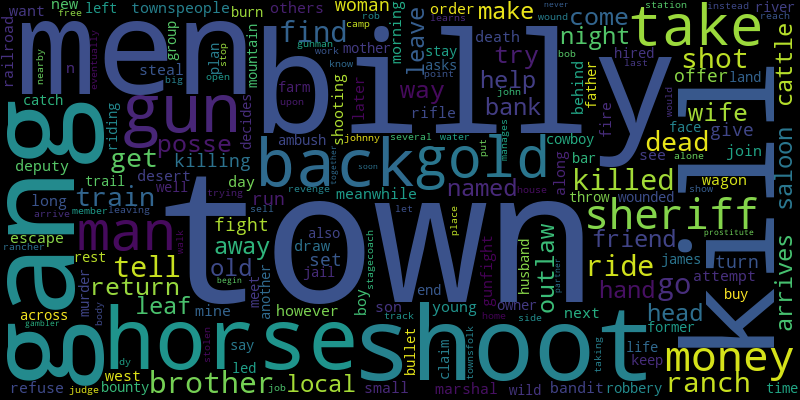 new left townspeople burn others woman rob order learns never wound station instead river
want free group plan steal mother morning make come night hired gunman work know
railroad men billy find leave death asks stay try help way bank shot take reach
n nearby eventually big stop open mountain upon farm camp point john bob last father behind fire would land offer cattle
catch riding gun decides shooting later rifle johnny several water put manages cowboy wife give face alone join
deputy posse killing ambush back gold named along bar see dead
gang get trail desert well day trying run meanwhile soon together revenge house throw killed wounded wagon show saloon
long train arrive member leaving sell let place sheriff prostitute
escape man fight away also draw set jail town gunfight husband outlaw friend james turn attempt kill
rancher rest tell old walk meet another begin end stagecoach home partner ride buy arrives
murder return leaf mine however boy son track young owner side next hand go head former
across body stolen horse shoot claim townsfolk taking life keep money
gambler dy say led brother local bullet
west refuse judge bounty job small marshal wild bandit robbery ranch time